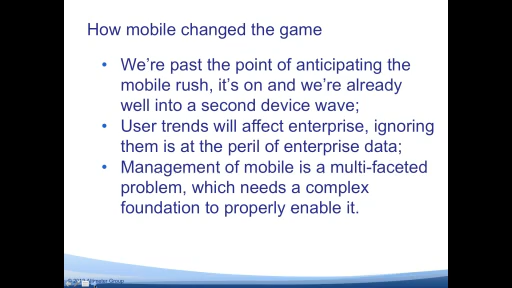 How mobile changed the game
• We’re past the point of anticipating the
mobile rush, it’s on and we’re already
well into a second device wave;
• User trends will affect enterprise, ignoring
them is at the peril of enterprise data;
• Management of mobile is a multi-faceted
problem, which needs a complex
foundation to properly enable it.
Group